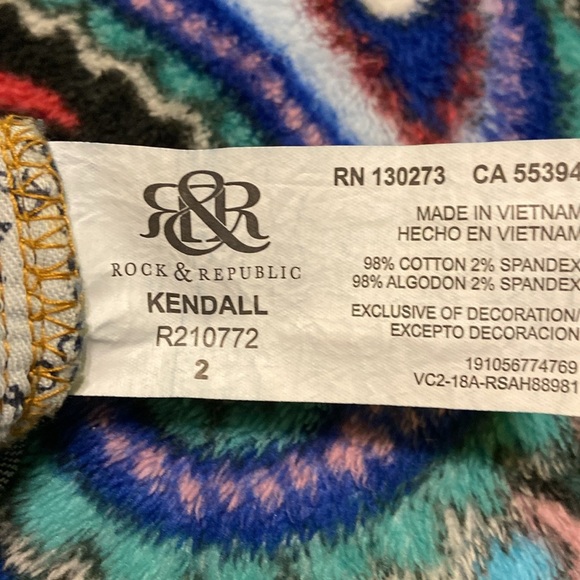 R&R
ROCK & REPUBLIC
KENDALL
R210772
2
RN 130273 CA 55394
MADE IN VIETNAM
HECHO EN VIETNAM
98% COTTON 2% SPANDEX
98% ALGODON 2% SPANDEX
EXCLUSIVE OF DECORATION/
EXCEPTO DECORACION
191056774769
VC2-18A-RSAH88981